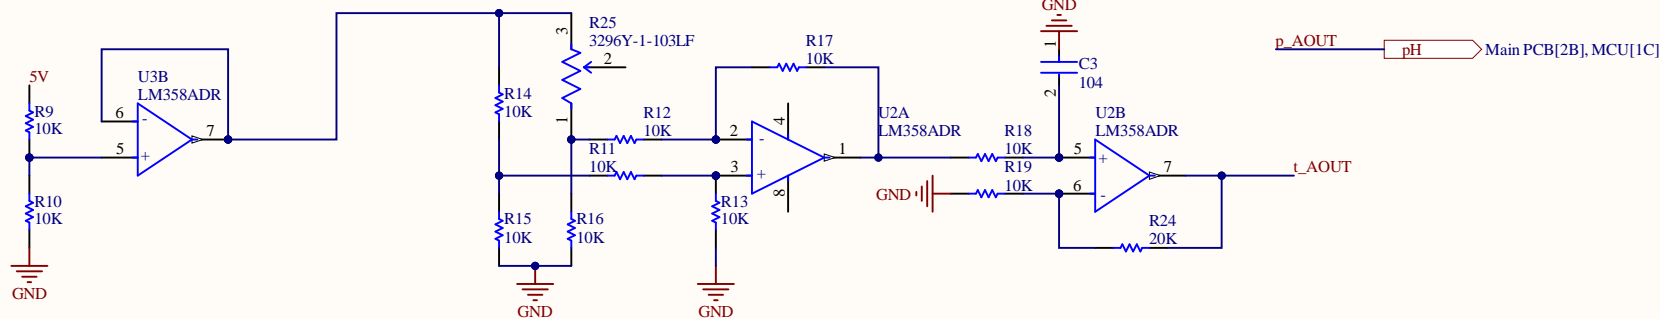 5V
R9
10K
R10
10K
GND
U3B
LM358ADR
6
5
7
-
+
R14
10K
R15
10K
R25
3296Y-1-103LF
3
2
1
R16
10K
GND
R12
10K
R11
10K
R17
10K
R13
10K
GND
U2A
LM358ADR
2
3
4
8
1
-
+
GND
1
C3
104
2
R18
10K
R19
10K
GND
U2B
LM358ADR
5
6
7
+
-
R24
20K
t_AOUT
p_AOUT
pH
Main PCB[2B], MCU[1C]